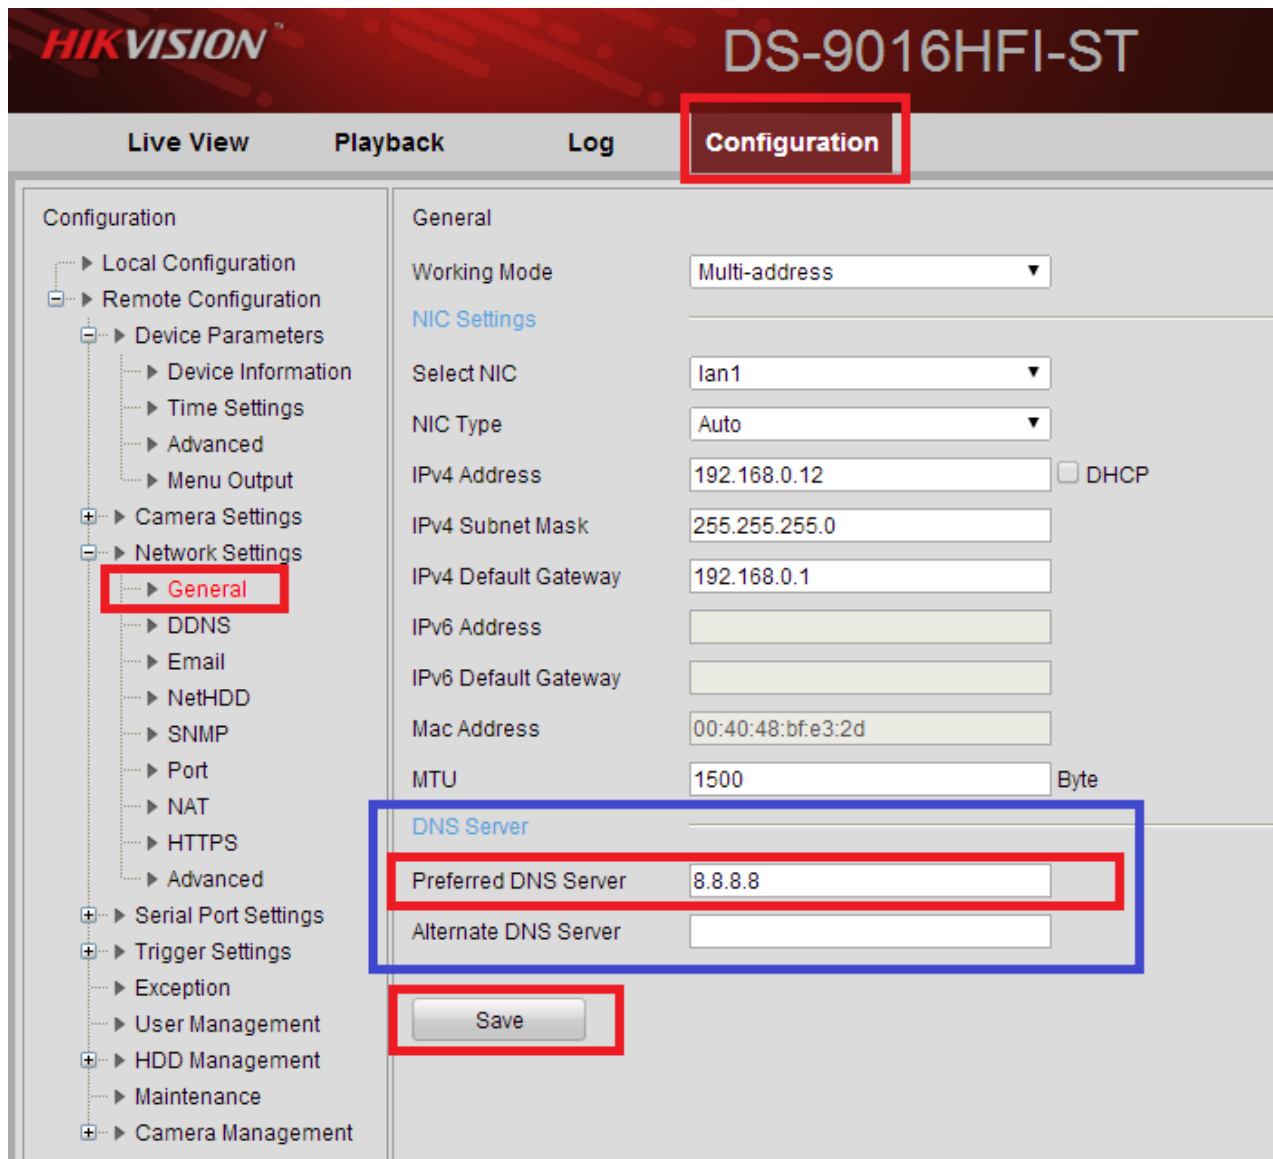 HIKVISION™
DS-9016HFI-ST
Live View Playback Log Configuration
Configuration
Local Configuration
Remote Configuration
Device Parameters
Device Information
Time Settings
Advanced
Menu Output
Camera Settings
Network Settings
General
DDNS
Email
NetHDD
SNMP
Port
NAT
HTTPS
Advanced
Serial Port Settings
Trigger Settings
Exception
User Management
HDD Management
Maintenance
Camera Management
General
Working Mode Multi-address
NIC Settings
Select NIC lan1
NIC Type Auto
IPv4 Address 192.168.0.12 DHCP
IPv4 Subnet Mask 255.255.255.0
IPv4 Default Gateway 192.168.0.1
IPv6 Address
IPv6 Default Gateway
Mac Address 00:40:48:bf:e3:2d
MTU 1500 Byte
DNS Server
Preferred DNS Server 8.8.8.8
Alternate DNS Server
Save